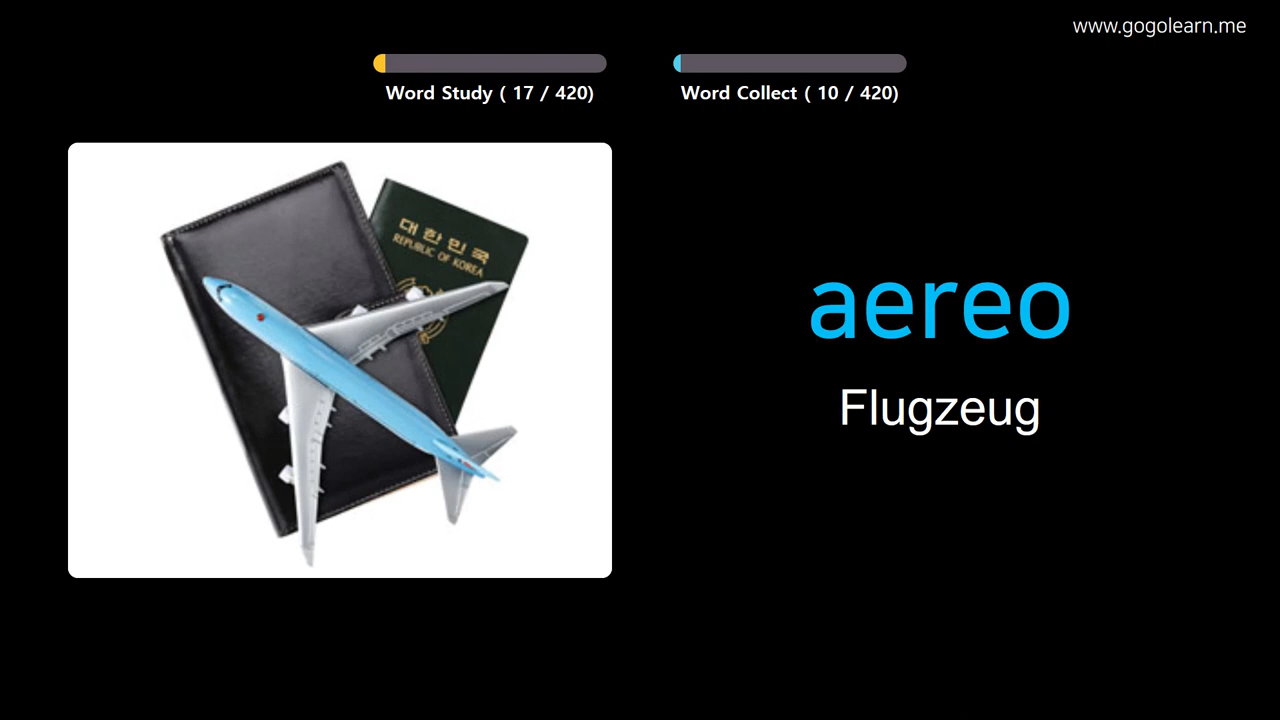 www.gogolearn.me
Word Study ( 17 / 420)
Word Collect ( 10 / 420)
대한민국
REPUBLIC OF KOREA
aereo
Flugzeug